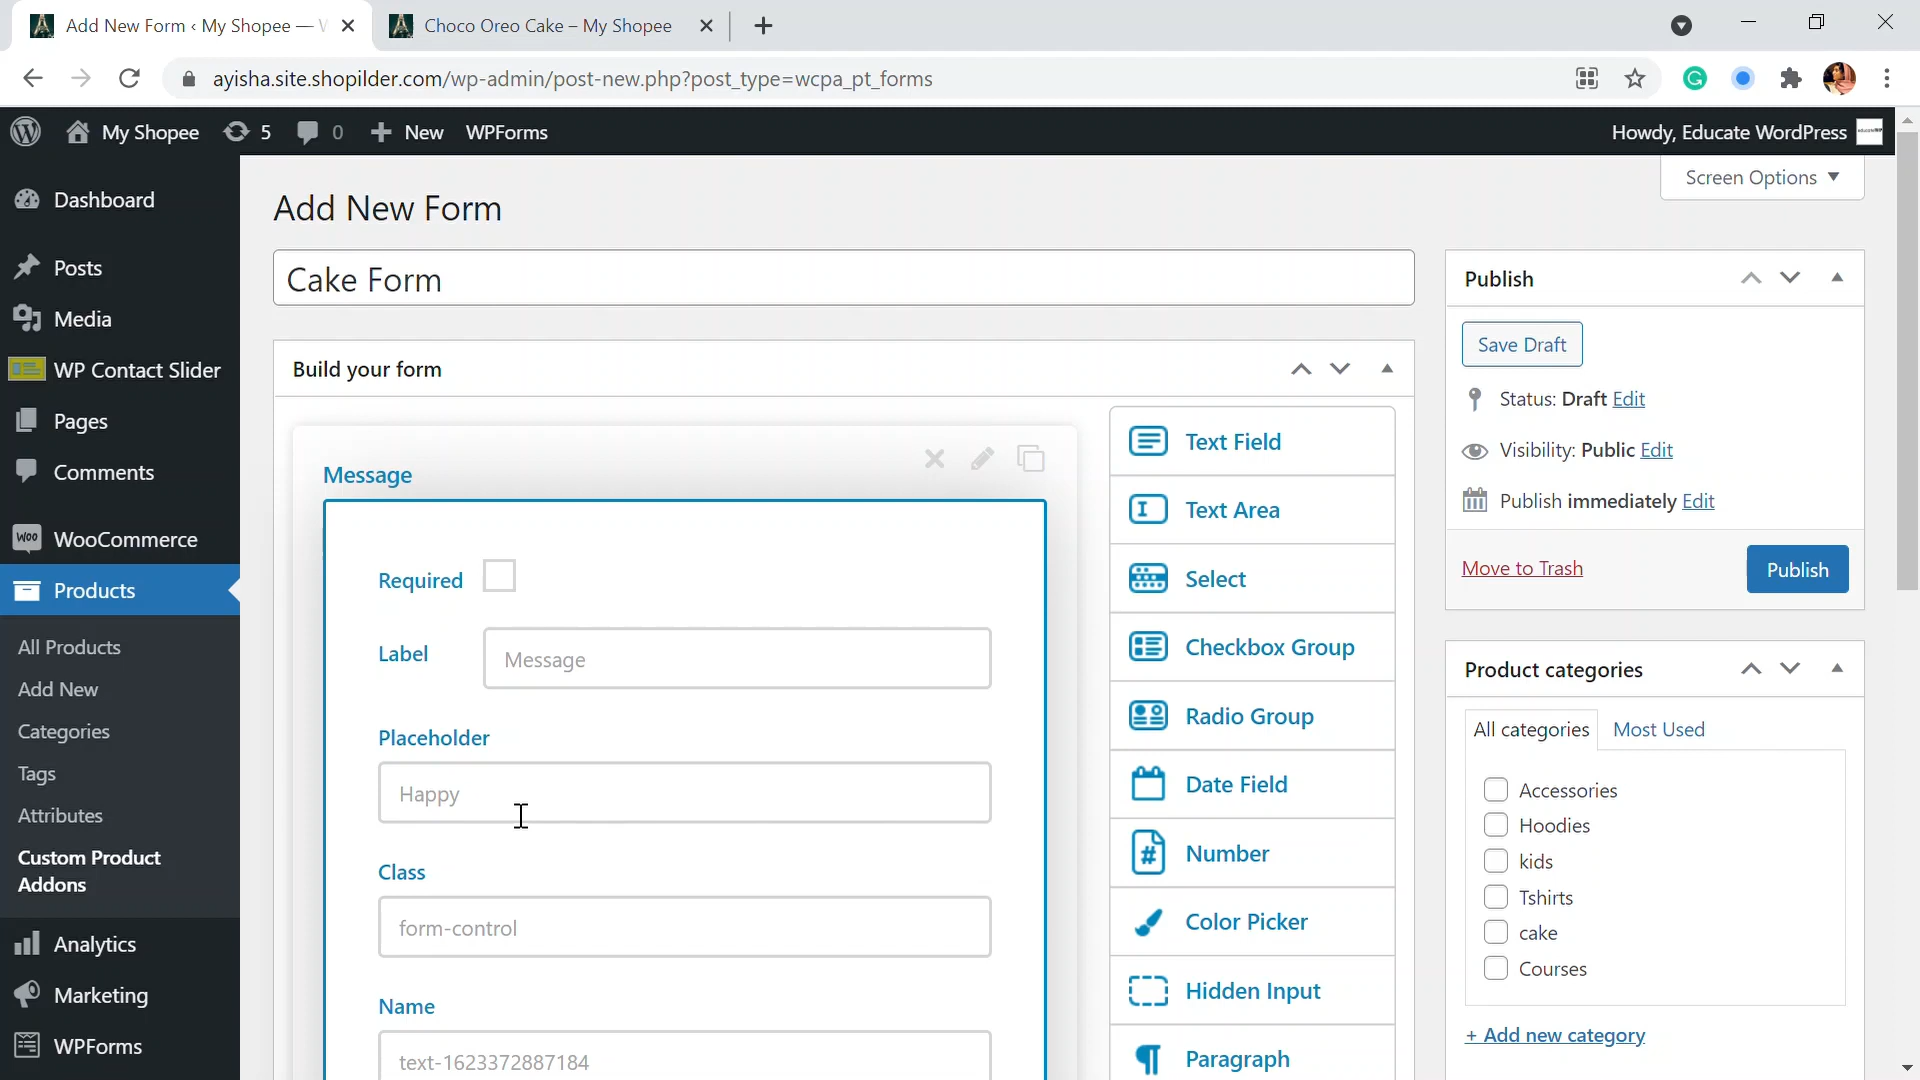 Add New Form ‹ My Shopee —
Choco Oreo Cake – My Shopee
ayisha.site.shopilder.com/wp-admin/post-new.php?post_type=wcpa_pt_forms
My Shopee 5 0 New WPForms Howdy, Educate WordPress
Screen Options
Dashboard
Posts
Media
WP Contact Slider
Pages
Comments
WooCommerce
Products
All Products
Add New
Categories
Tags
Attributes
Custom Product
Addons
Analytics
Marketing
WPForms
Add New Form
Cake Form
Build your form
Message
Required
Label Message
Placeholder
Happy
Class
form-control
Name
text-1623372887184
Text Field
Text Area
Select
Checkbox Group
Radio Group
Date Field
Number
Color Picker
Hidden Input
Paragraph
Publish
Save Draft
Status: Draft Edit
Visibility: Public Edit
Publish immediately Edit
Move to Trash Publish
Product categories
All categories Most Used
Accessories
Hoodies
kids
Tshirts
cake
Courses
+ Add new category